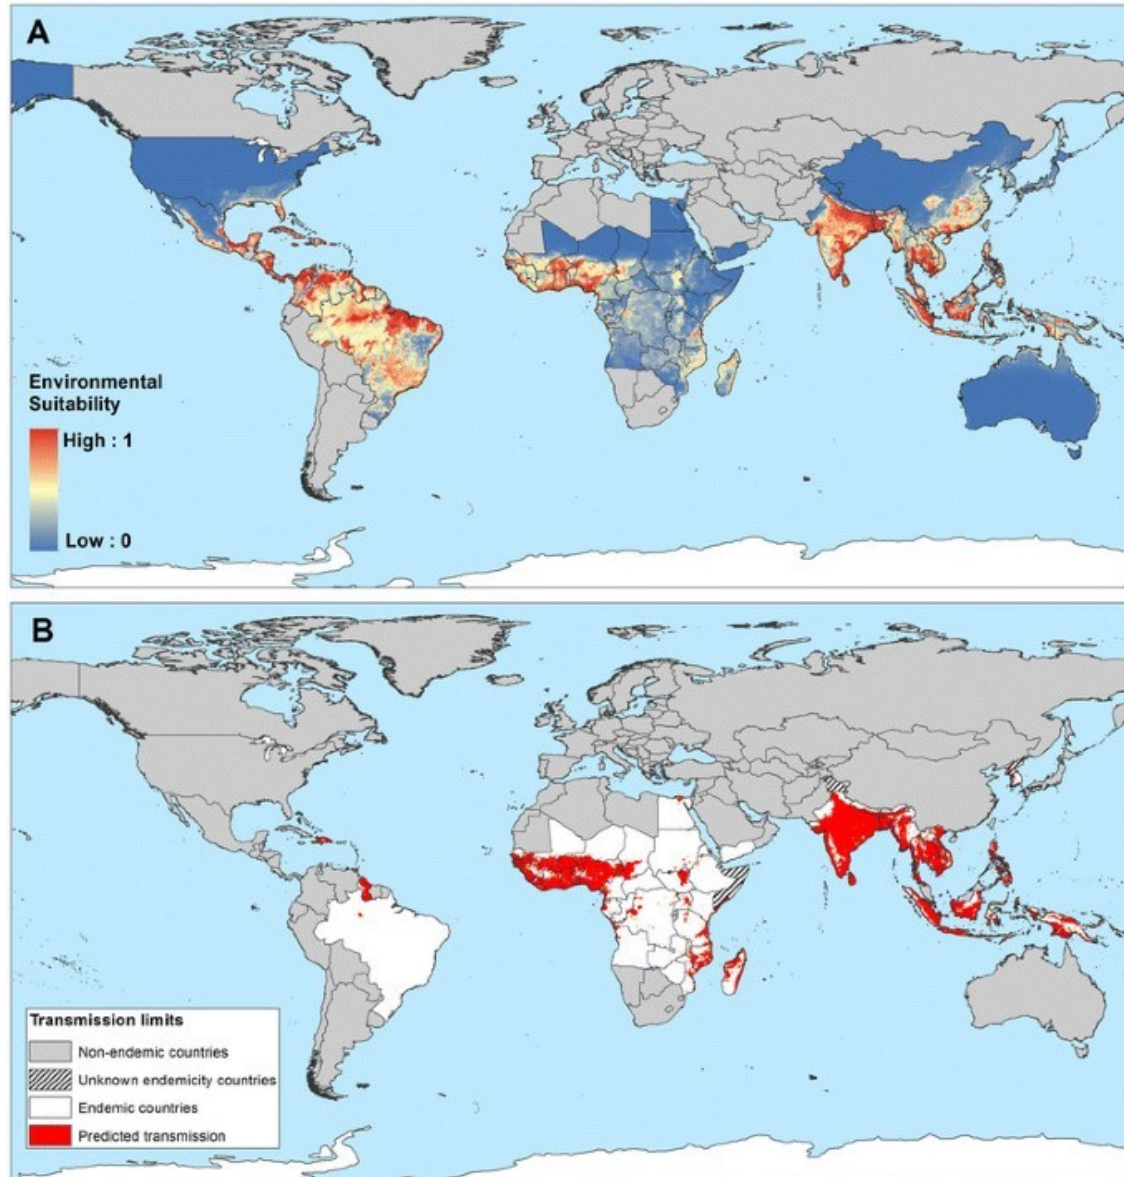 A
Environmental
Suitability
High : 1
Low : 0
B
Transmission limits
Non-endemic countries
Unknown endemicity countries
Endemic countries
Predicted transmission